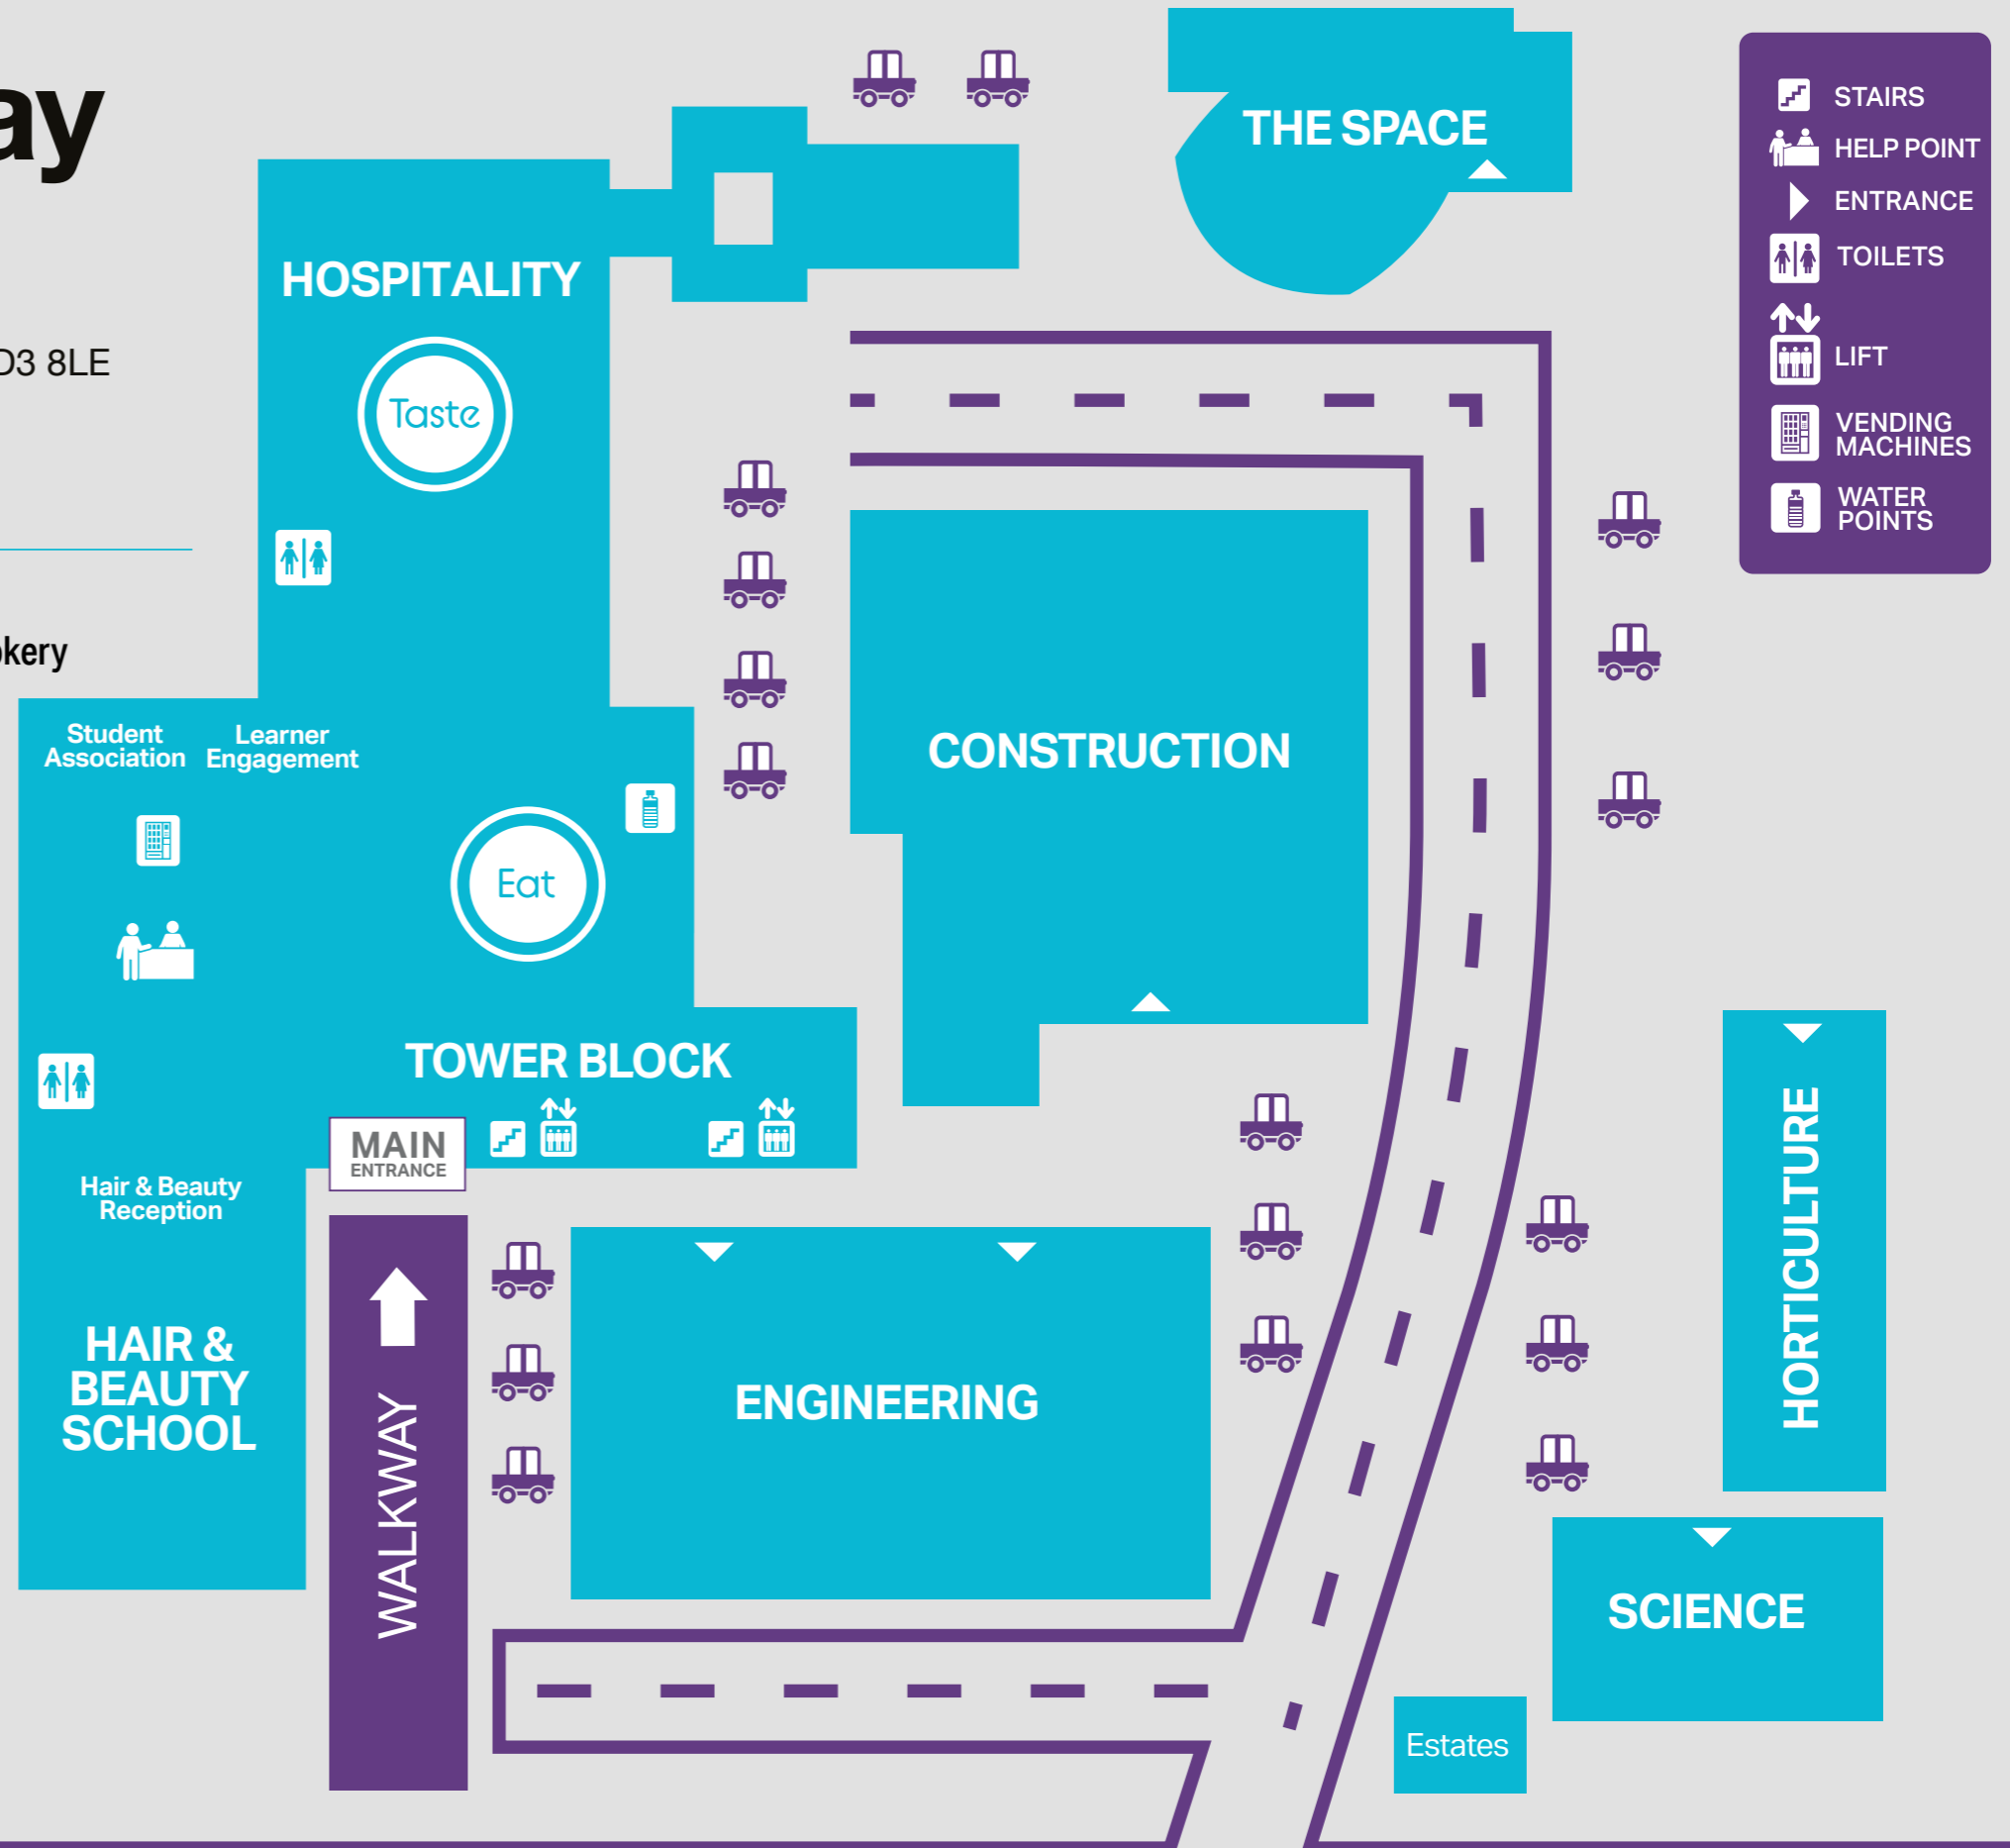 ay
D3 8LE
okery
THE SPACE
STAIRS
HELP POINT
ENTRANCE
TOILETS
LIFT
VENDING
MACHINES
WATER
POINTS
HOSPITALITY
Taste
Student
Association
Learner
Engagement
Eat
CONSTRUCTION
TOWER BLOCK
MAIN
ENTRANCE
Hair & Beauty
Reception
HAIR &
BEAUTY
SCHOOL
WALKWAY
ENGINEERING
HORTICULTURE
SCIENCE
Estates